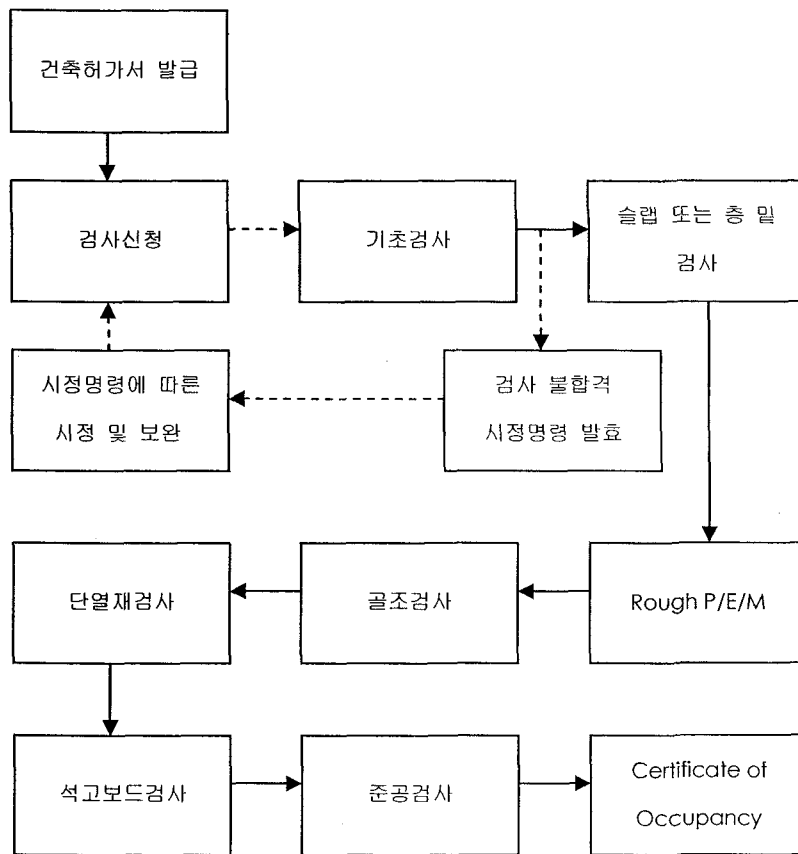 건축허가서 발급
검사신청
기초검사
슬랩 또는 층 밑
검사
시정명령에 따른
시정 및 보완
검사 불합격
시정명령 발효
단열재검사
골조검사
Rough P/E/M
석고보드검사
준공검사
Certificate of
Occupancy